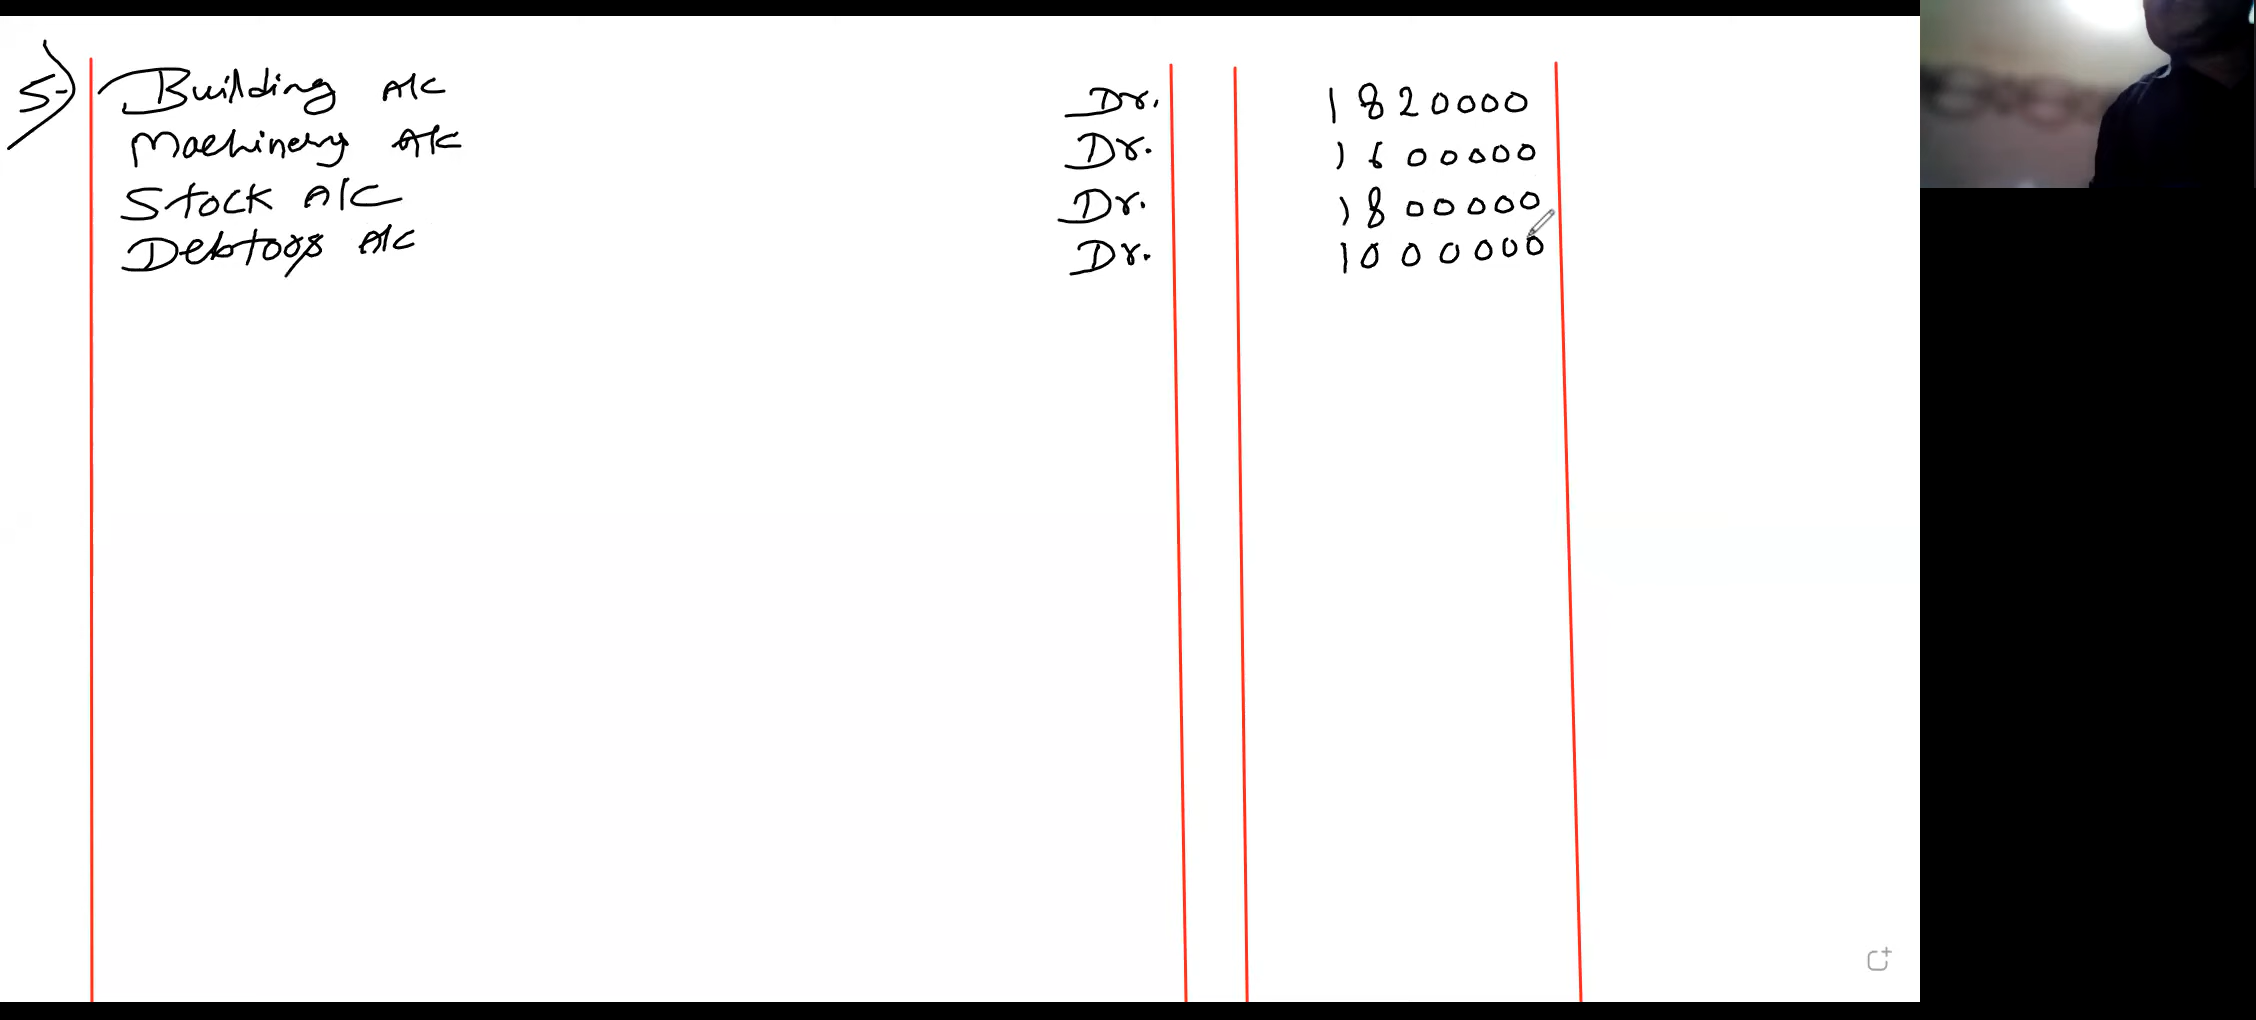 5) Building A/C Dr. 1820000
Machinery A/C Dr. 1600000
Stock A/C Dr. 1800000
Debtors A/C Dr. 1000000